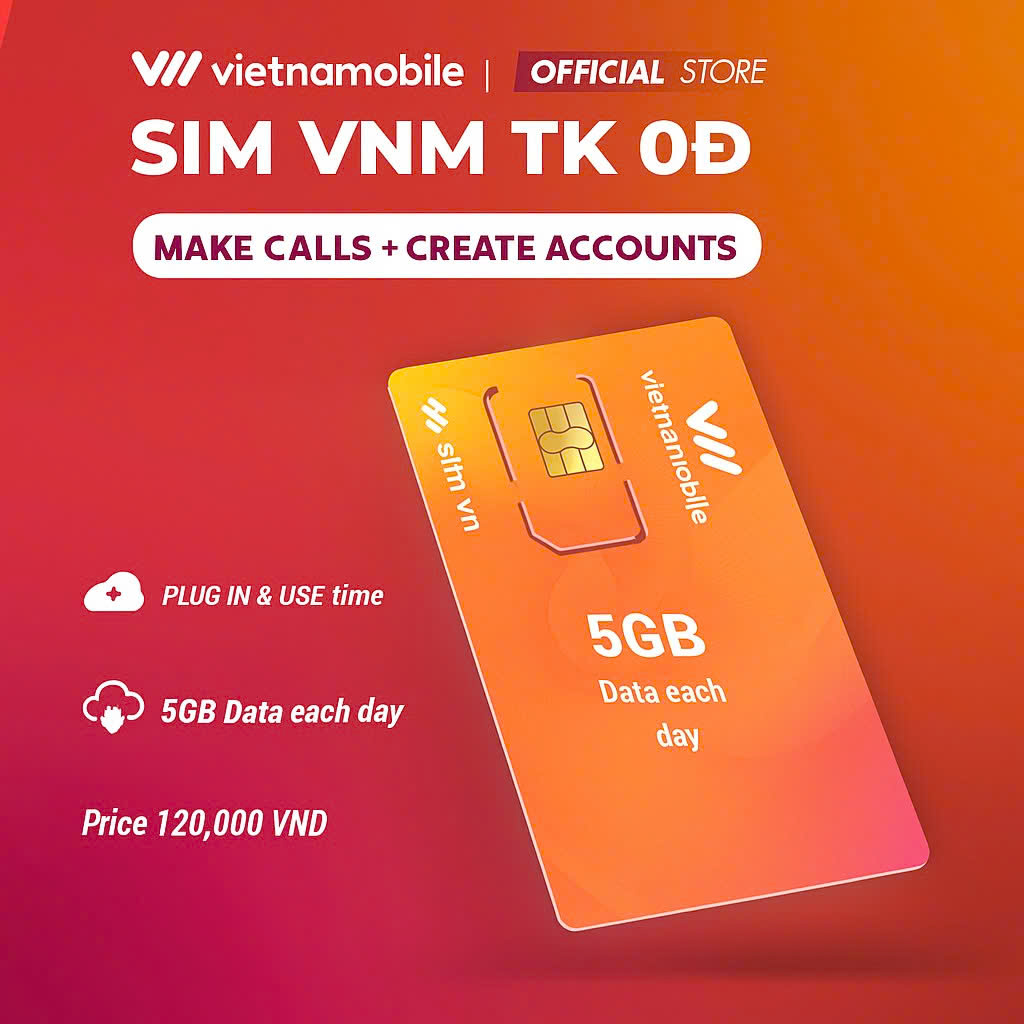 vietnamobile | OFFICIAL STORE
SIM VNM TK 0Đ
MAKE CALLS + CREATE ACCOUNTS
sim vn
vietnamobile
5GB
Data each
day
PLUG IN & USE time
5GB Data each day
Price 120,000 VND